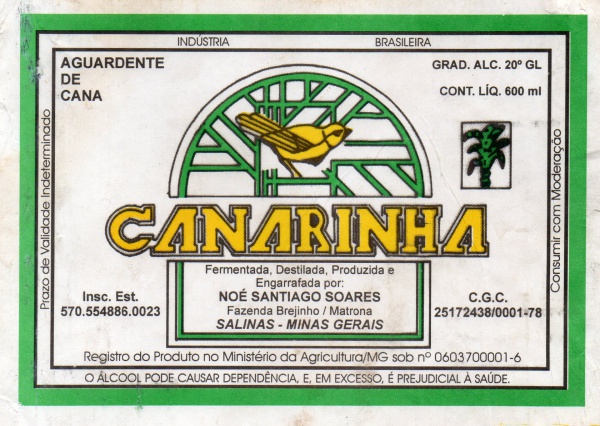 INDÚSTRIA BRASILEIRA
AGUARDENTE
DE
CANA
GRAD. ALC. 20º GL
CONT. LÍQ. 600 ml
Prazo de Validade Indeterminado
Consumir com Moderação
CANARINHA
Fermentada, Destilada, Produzida e
Engarrafada por:
NOÉ SANTIAGO SOARES
Fazenda Brejinho / Matrona
SALINAS - MINAS GERAIS
Insc. Est.
570.554886.0023
C.G.C.
25172438/0001-78
Registro do Produto no Ministério da Agricultura/MG sob nº 0603700001-6
O ÁLCOOL PODE CAUSAR DEPENDÊNCIA, E, EM EXCESSO, É PREJUDICIAL À SAÚDE.